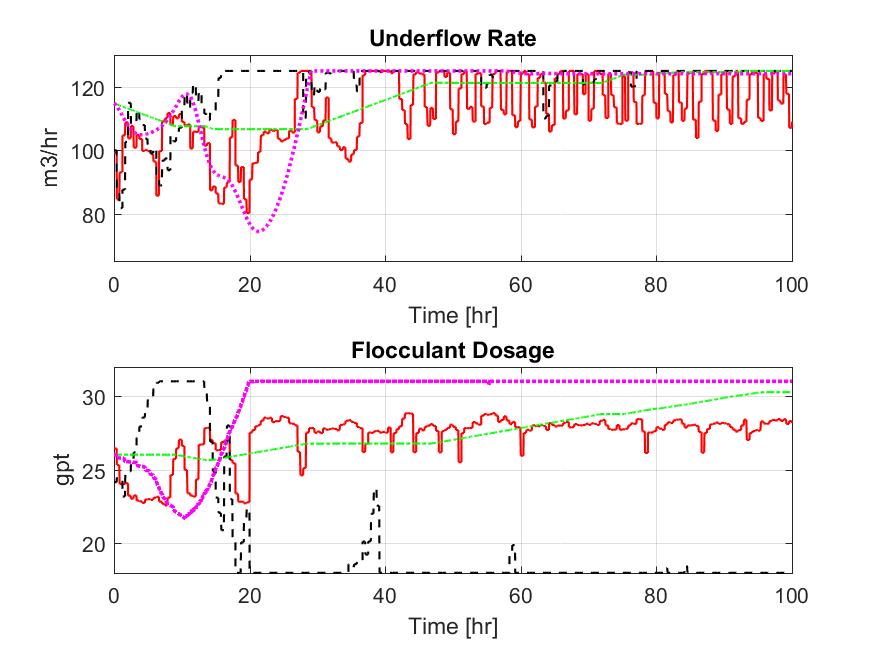 Underflow Rate
120
100
80
m3/hr
0 20 40 60 80 100
Time [hr]
Flocculant Dosage
30
25
20
gpt
0 20 40 60 80 100
Time [hr]